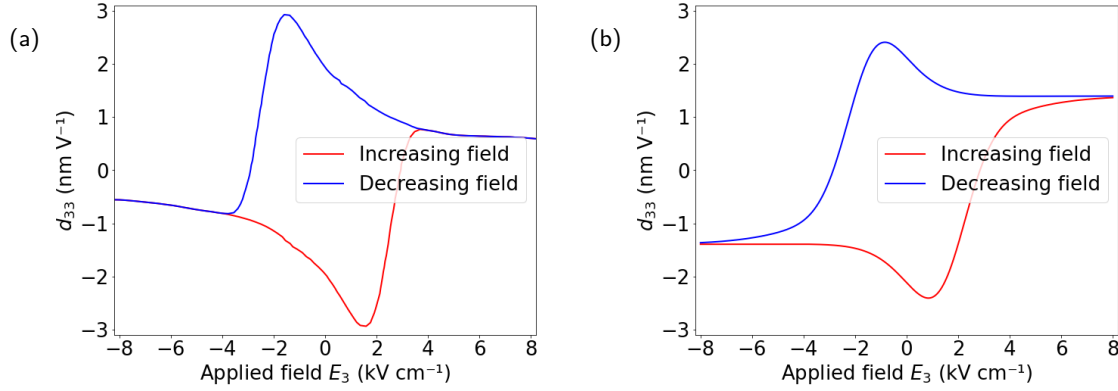 (a)
3
2
1
0
−1
−2
−3
d₃₃ (nm V⁻¹)
Increasing field
Decreasing field
−8 −6 −4 −2 0 2 4 6 8
Applied field E₃ (kV cm⁻¹)
(b)
3
2
1
0
−1
−2
−3
d₃₃ (nm V⁻¹)
Increasing field
Decreasing field
−8 −6 −4 −2 0 2 4 6 8
Applied field E₃ (kV cm⁻¹)